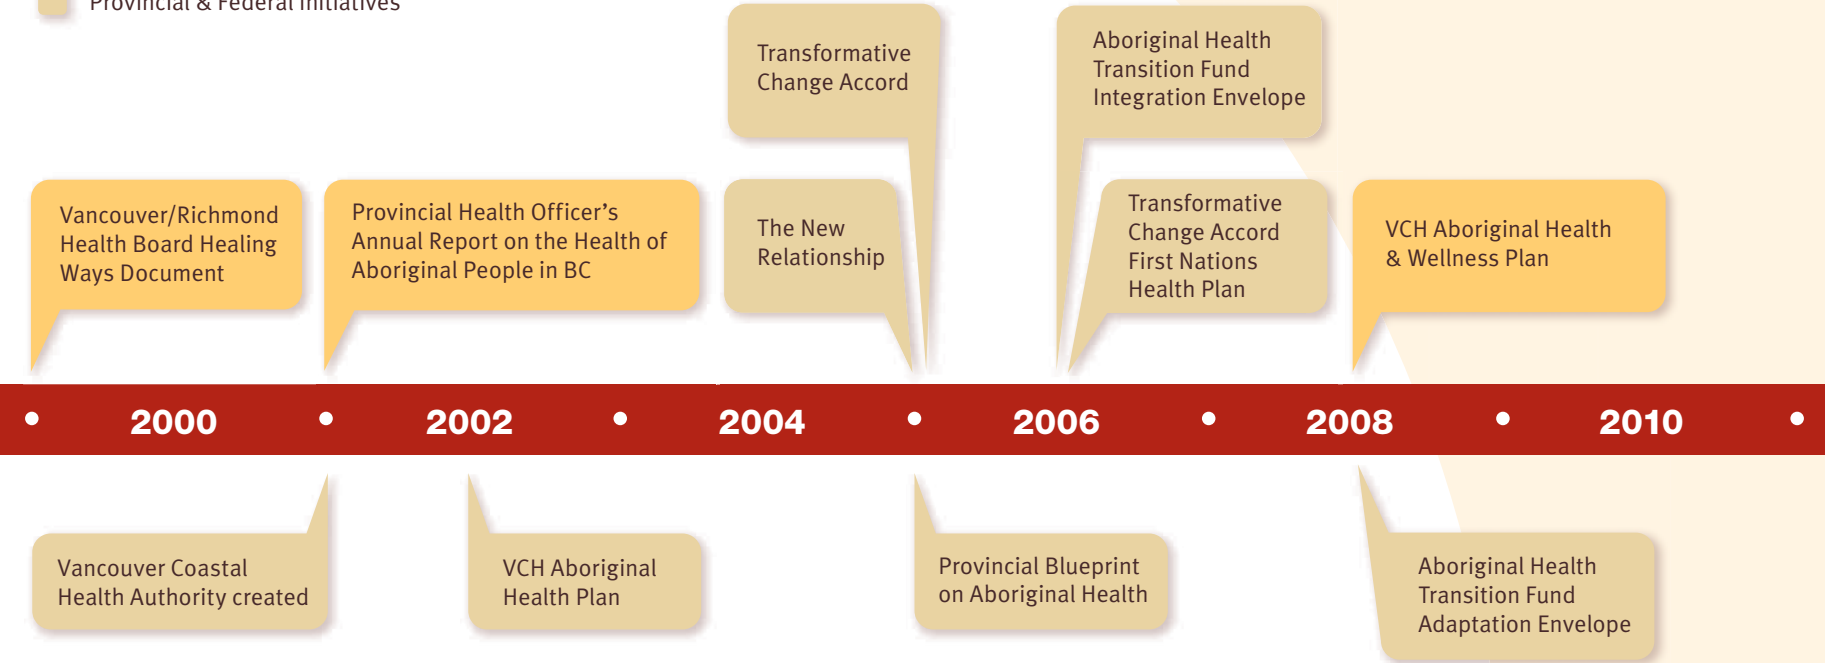 Provincial & Federal Initiatives
Transformative
Change Accord
Aboriginal Health
Transition Fund
Integration Envelope
Vancouver/Richmond
Health Board Healing
Ways Document
Provincial Health Officer’s
Annual Report on the Health of
Aboriginal People in BC
The New
Relationship
Transformative
Change Accord
First Nations
Health Plan
VCH Aboriginal Health
& Wellness Plan
2000 2002 2004 2006 2008 2010
Vancouver Coastal
Health Authority created
VCH Aboriginal
Health Plan
Provincial Blueprint
on Aboriginal Health
Aboriginal Health
Transition Fund
Adaptation Envelope